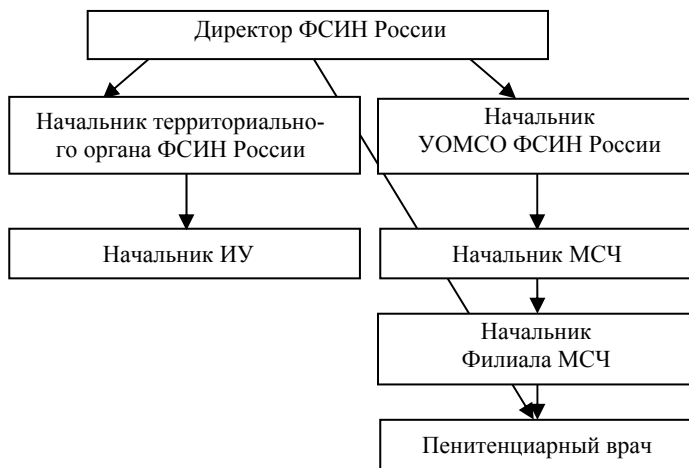 Директор ФСИН России
Начальник территориально-
го органа ФСИН России
Начальник
УОМСО ФСИН России
Начальник ИУ
Начальник МСЧ
Начальник
Филиала МСЧ
Пенитенциарный врач